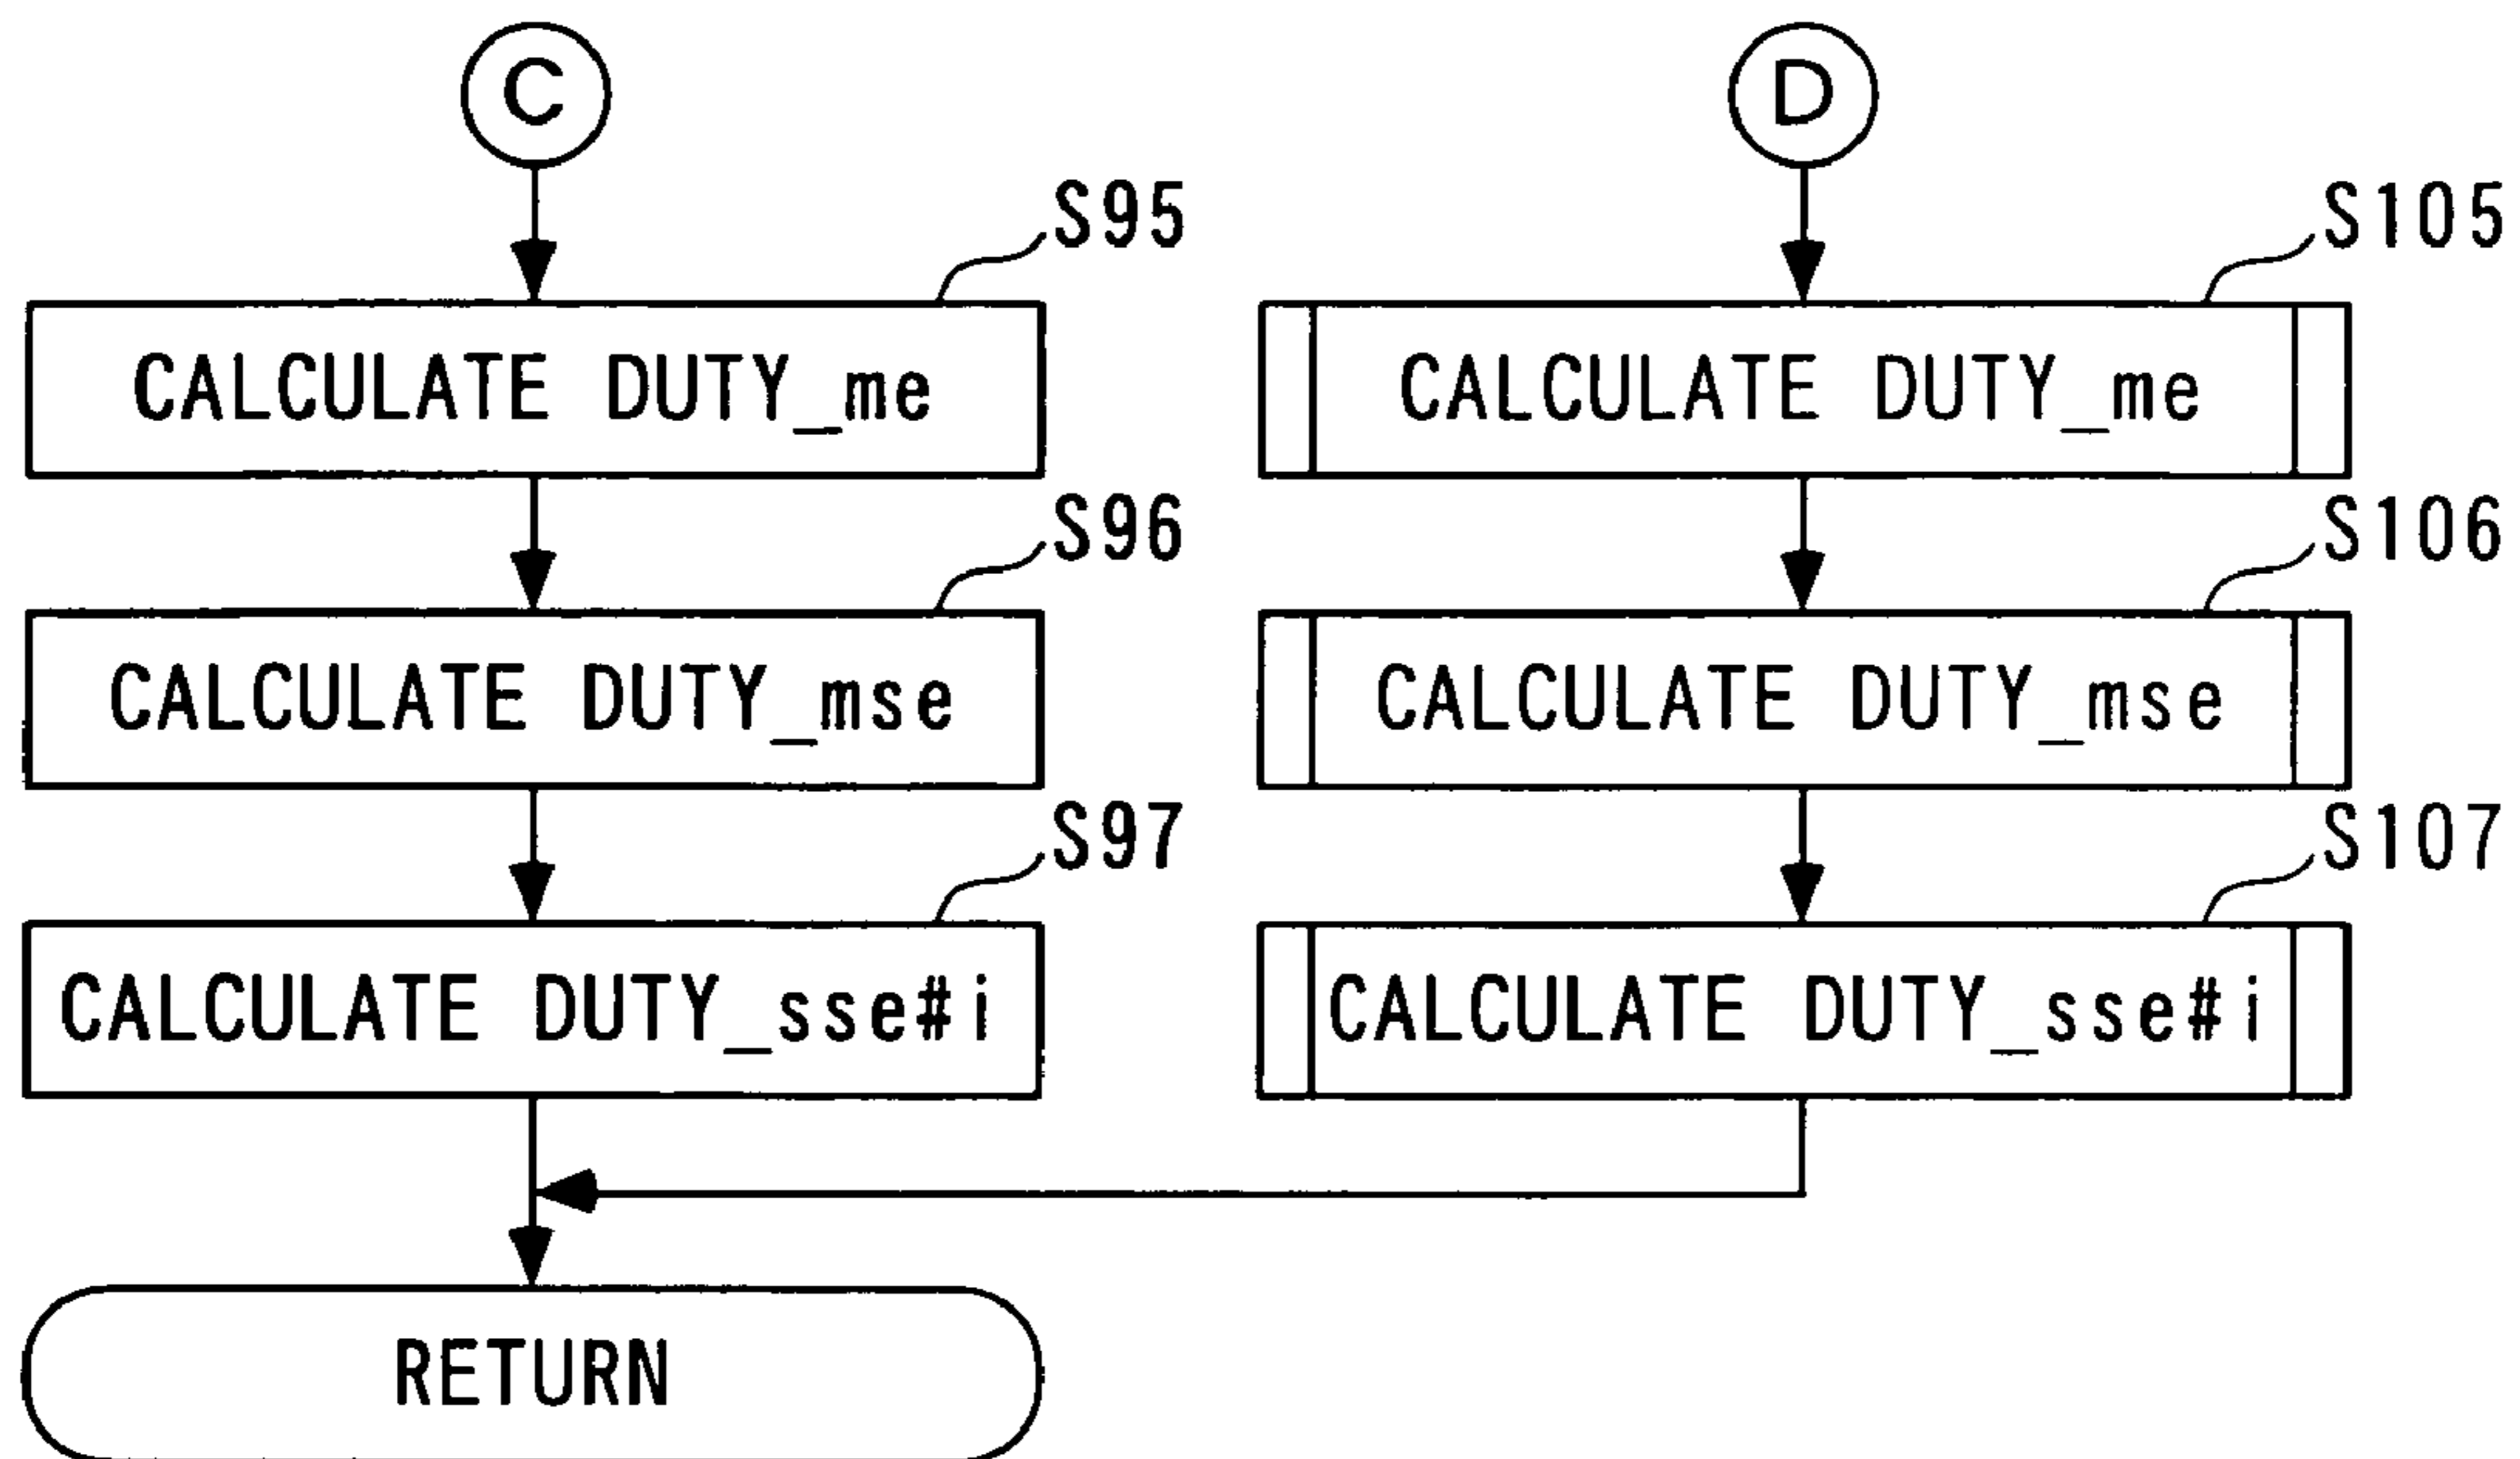 C
D
S95
S105
CALCULATE DUTY_me
CALCULATE DUTY_me
S96
S106
CALCULATE DUTY_mse
CALCULATE DUTY_mse
S97
S107
CALCULATE DUTY_sse#i
CALCULATE DUTY_sse#i
RETURN